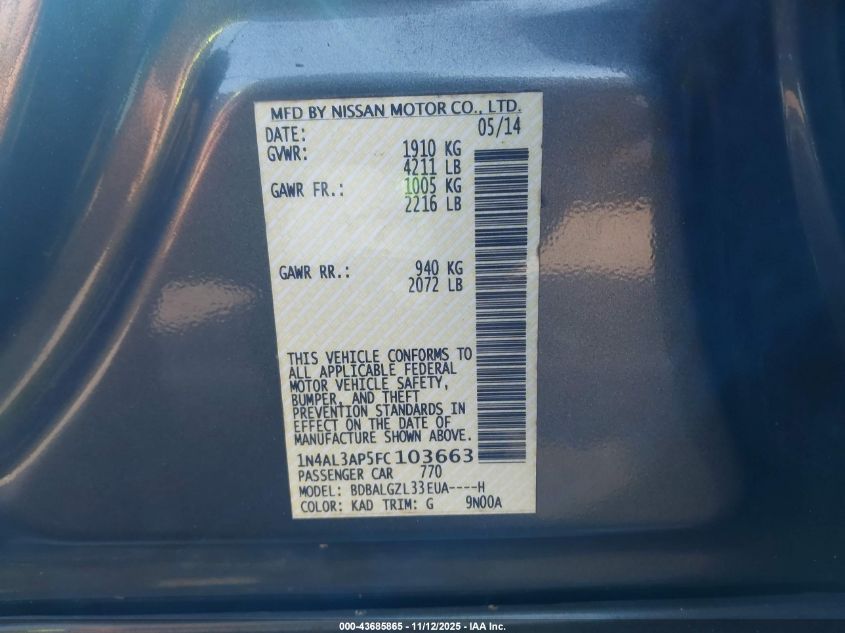 MFD BY NISSAN MOTOR CO., LTD.
DATE: 05/14
GVWR: 1910 KG
4211 LB
GAWR FR.: 1005 KG
2216 LB
GAWR RR.: 940 KG
2072 LB
THIS VEHICLE CONFORMS TO
ALL APPLICABLE FEDERAL
MOTOR VEHICLE SAFETY,
BUMPER, AND THEFT
PREVENTION STANDARDS IN
EFFECT ON THE DATE OF
MANUFACTURE SHOWN ABOVE.
1N4AL3AP5FC103663
PASSENGER CAR 770
MODEL: BDBALGZL33EUA----H
COLOR: KAD TRIM: G 9N00A
000-43685865 - 11/12/2025 - IAA Inc.